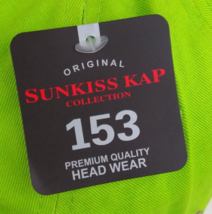 ORIGINAL
SUNKISS KAP
COLLECTION
153
PREMIUM QUALITY
HEAD WEAR